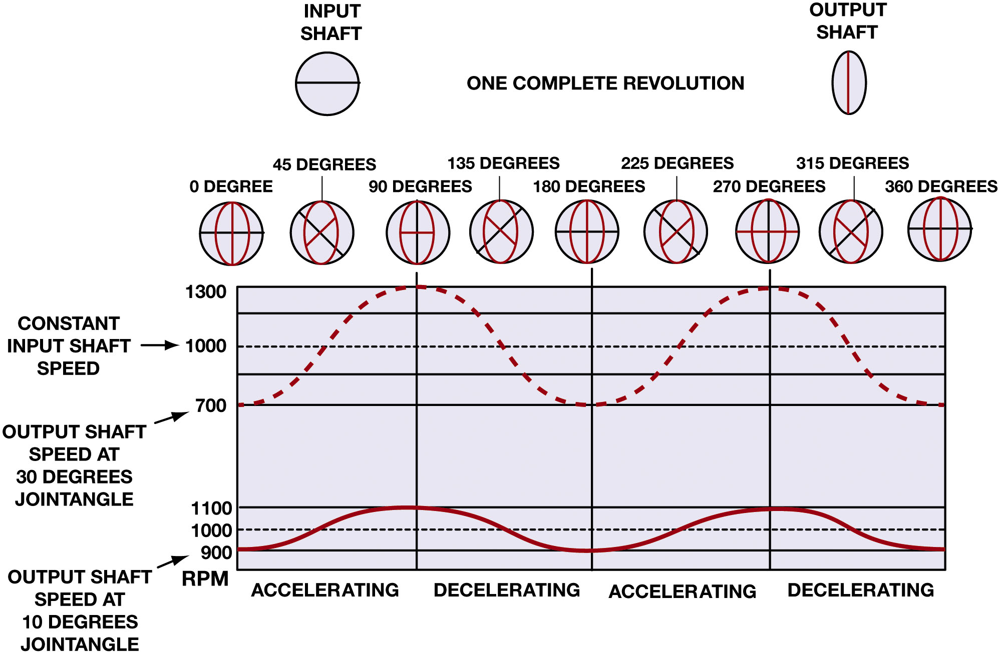 INPUT
SHAFT
OUTPUT
SHAFT
ONE COMPLETE REVOLUTION
45 DEGREES
135 DEGREES
225 DEGREES
315 DEGREES
0 DEGREE
90 DEGREES
180 DEGREES
270 DEGREES
360 DEGREES
1300
CONSTANT
INPUT SHAFT
SPEED
1000
700
OUTPUT SHAFT
SPEED AT
30 DEGREES
JOINTANGLE
1100
1000
900
RPM
OUTPUT SHAFT
SPEED AT
10 DEGREES
JOINTANGLE
ACCELERATING
DECELERATING
ACCELERATING
DECELERATING